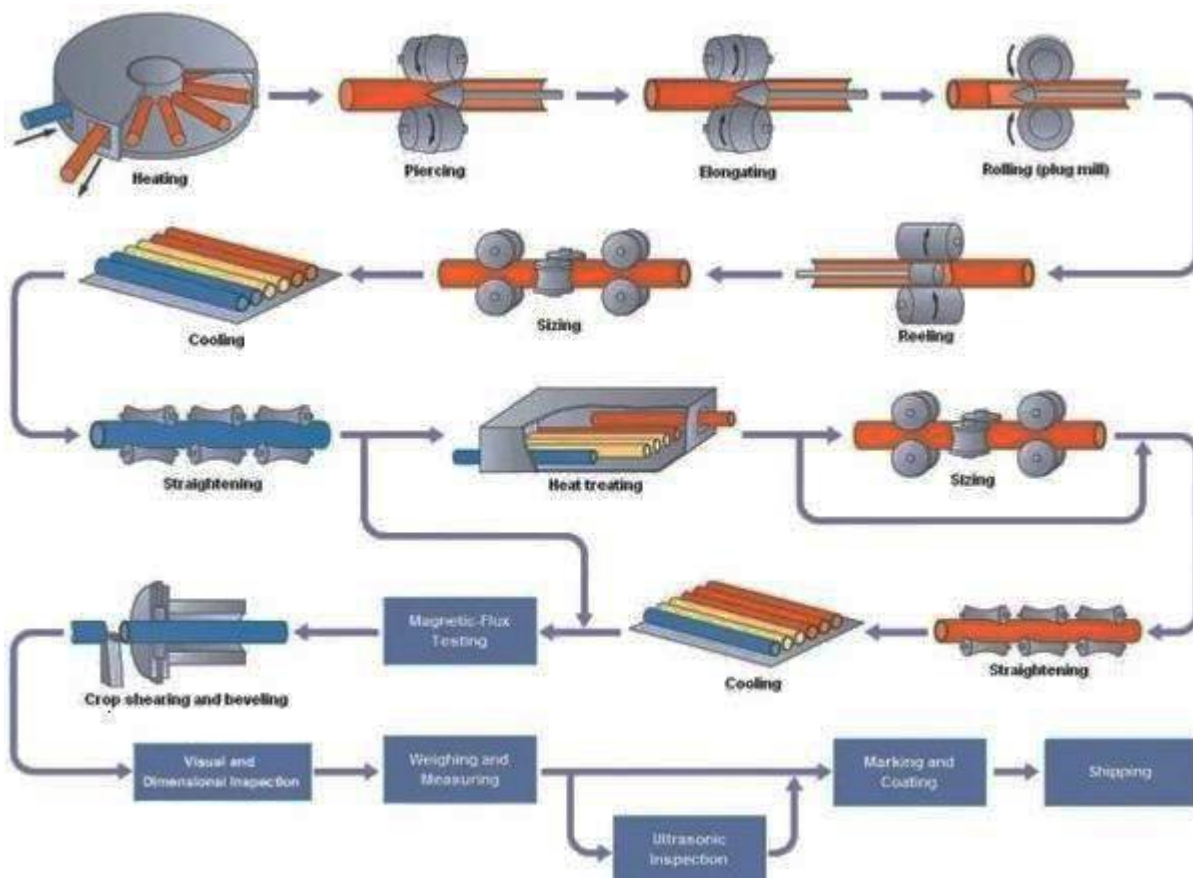 Heating
Piercing
Elongating
Rolling (plug mill)
Cooling
Sizing
Reeling
Straightening
Heat treating
Sizing
Crop shearing and beveling
Magnetic-Flux
Testing
Cooling
Straightening
Visual and
Dimensional Inspection
Weighing and
Measuring
Ultrasonic
Inspection
Marking and
Coating
Shipping